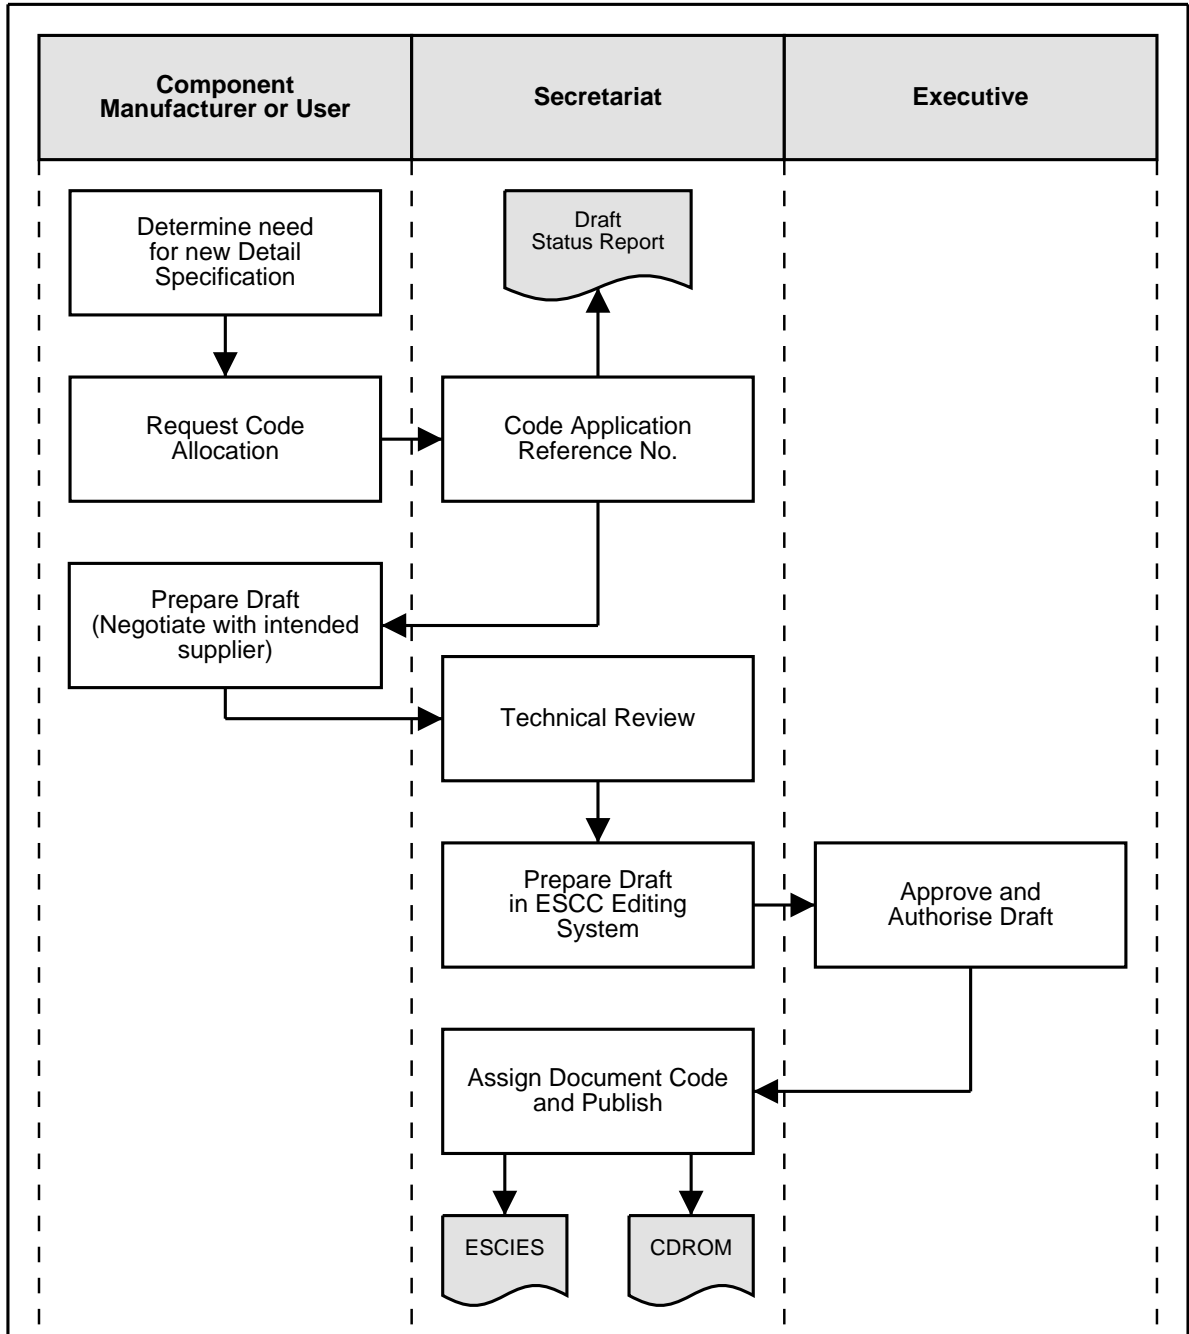 Component
Manufacturer or User
Secretariat
Executive
Determine need
for new Detail
Specification
Draft
Status Report
Request Code
Allocation
Code Application
Reference No.
Prepare Draft
(Negotiate with intended
supplier)
Technical Review
Prepare Draft
in ESCC Editing
System
Approve and
Authorise Draft
Assign Document Code
and Publish
ESCIES
CDROM